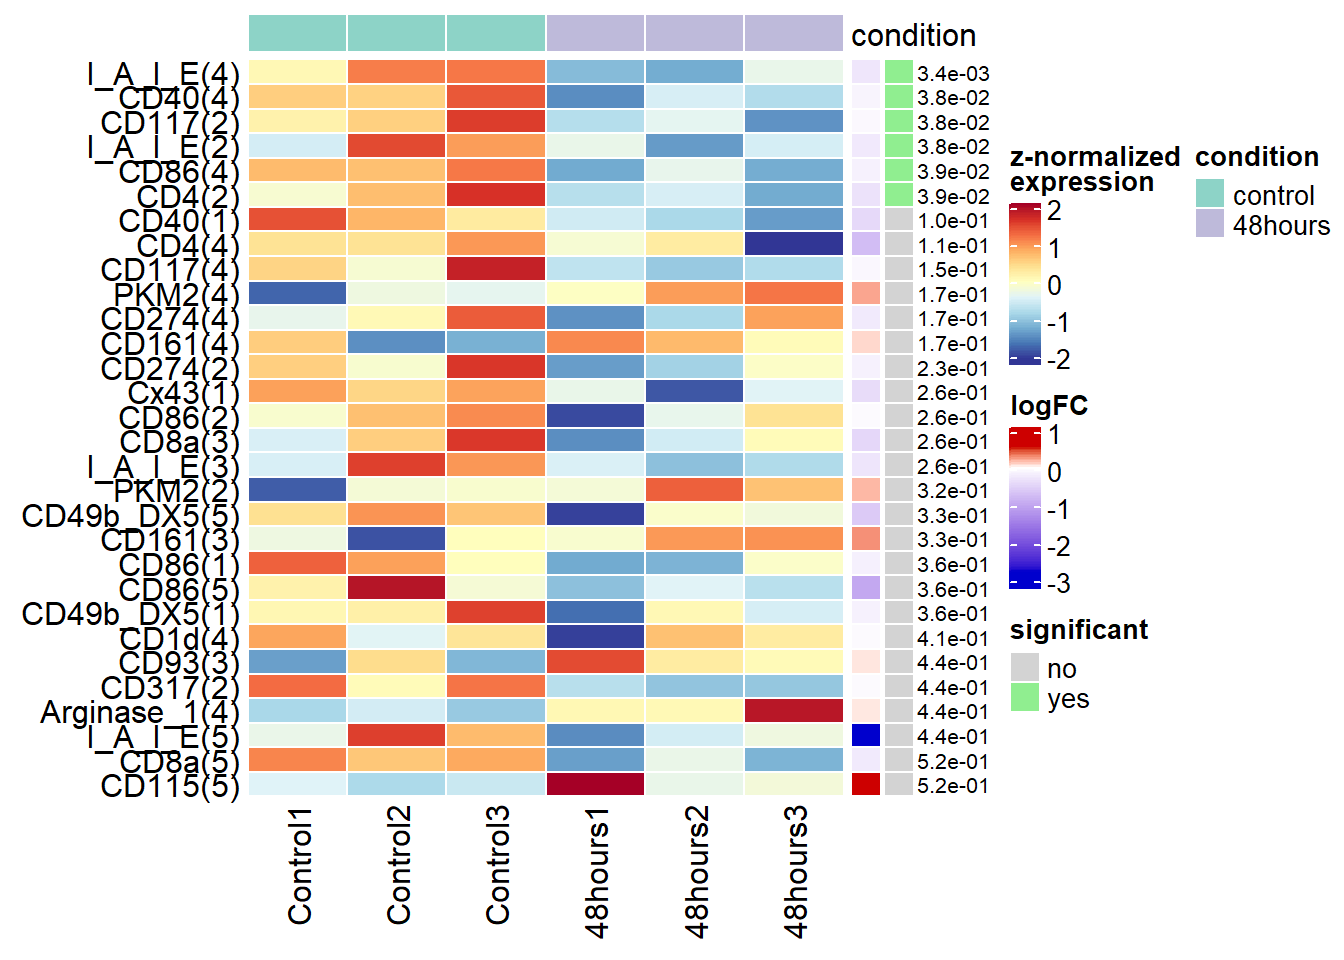 condition
I_A_I_E(4) 3.4e-03
CD40(4) 3.8e-02
CD117(2) 3.8e-02
I_A_I_E(2) 3.8e-02
CD86(4) 3.9e-02
CD4(2) 3.9e-02
CD40(1) 1.0e-01
CD4(4) 1.1e-01
CD117(4) 1.5e-01
PKM2(4) 1.7e-01
CD274(4) 1.7e-01
CD161(4) 1.7e-01
CD274(2) 2.3e-01
Cx43(1) 2.6e-01
CD86(2) 2.6e-01
CD8a(3) 2.6e-01
I_A_I_E(3) 2.6e-01
PKM2(2) 3.2e-01
CD49b_DX5(5) 3.3e-01
CD161(3) 3.3e-01
CD86(1) 3.6e-01
CD86(5) 3.6e-01
CD49b_DX5(1) 3.6e-01
CD1d(4) 4.1e-01
CD93(3) 4.4e-01
CD317(2) 4.4e-01
Arginase_1(4) 4.4e-01
I_A_I_E(5) 4.4e-01
CD8a(5) 5.2e-01
CD115(5) 5.2e-01
Control1 Control2 Control3 48hours1 48hours2 48hours3
z-normalized
expression
2
1
0
-1
-2
logFC
1
0
-1
-2
-3
significant
no
yes
condition
control
48hours